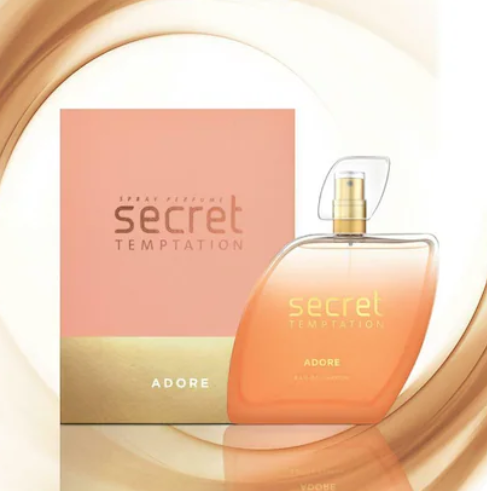 SPRAY PERFUME
secret
TEMPTATION
ADORE
secret
TEMPTATION
ADORE